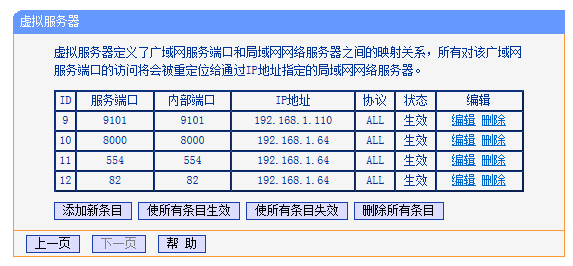 虚拟服务器
虚拟服务器定义了广域网服务端口和局域网网络服务器之间的映射关系，所有对该广域网
服务端口的访问将会被重定位给通过IP地址指定的局域网网络服务器。
ID 服务端口 内部端口 IP地址 协议 状态 编辑
9 9101 9101 192.168.1.110 ALL 生效 编辑 删除
10 8000 8000 192.168.1.64 ALL 生效 编辑 删除
11 554 554 192.168.1.64 ALL 生效 编辑 删除
12 82 82 192.168.1.64 ALL 生效 编辑 删除
添加新条目 使所有条目生效 使所有条目失效 删除所有条目
上一页 下一页 帮 助